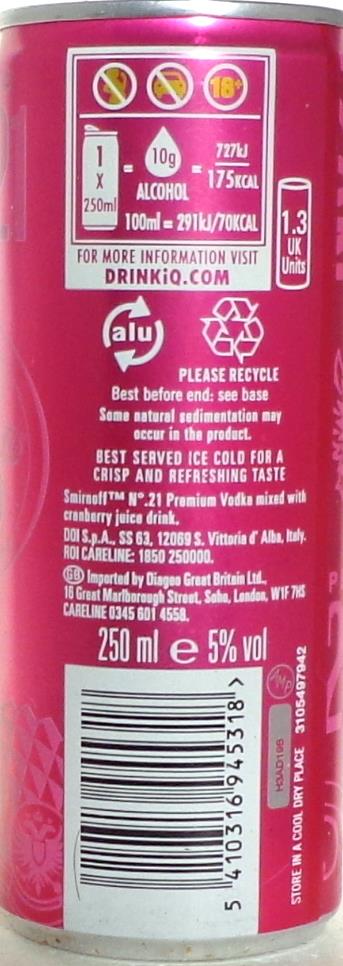 18+
1
X
250ml
=
10g
ALCOHOL
=
727kJ
175KCAL
100ml = 291kJ/70KCAL
FOR MORE INFORMATION VISIT
DRINKiQ.COM
1.3
UK
Units
alu
PLEASE RECYCLE
Best before end: see base
Some natural sedimentation may
occur in the product.
BEST SERVED ICE COLD FOR A
CRISP AND REFRESHING TASTE
Smirnoff™ Nº.21 Premium Vodka mixed with
cranberry juice drink.
DOI S.p.A., SS 63, 12069 S. Vittoria d' Alba, Italy.
ROI CARELINE: 1850 250000.
GB Imported by Diageo Great Britain Ltd.,
16 Great Marlborough Street, Soho, London, W1F 7HS
CARELINE 0345 601 4558.
250 ml e 5% vol
5 410316 945318 >
STORE IN A COOL DRY PLACE 3105497942